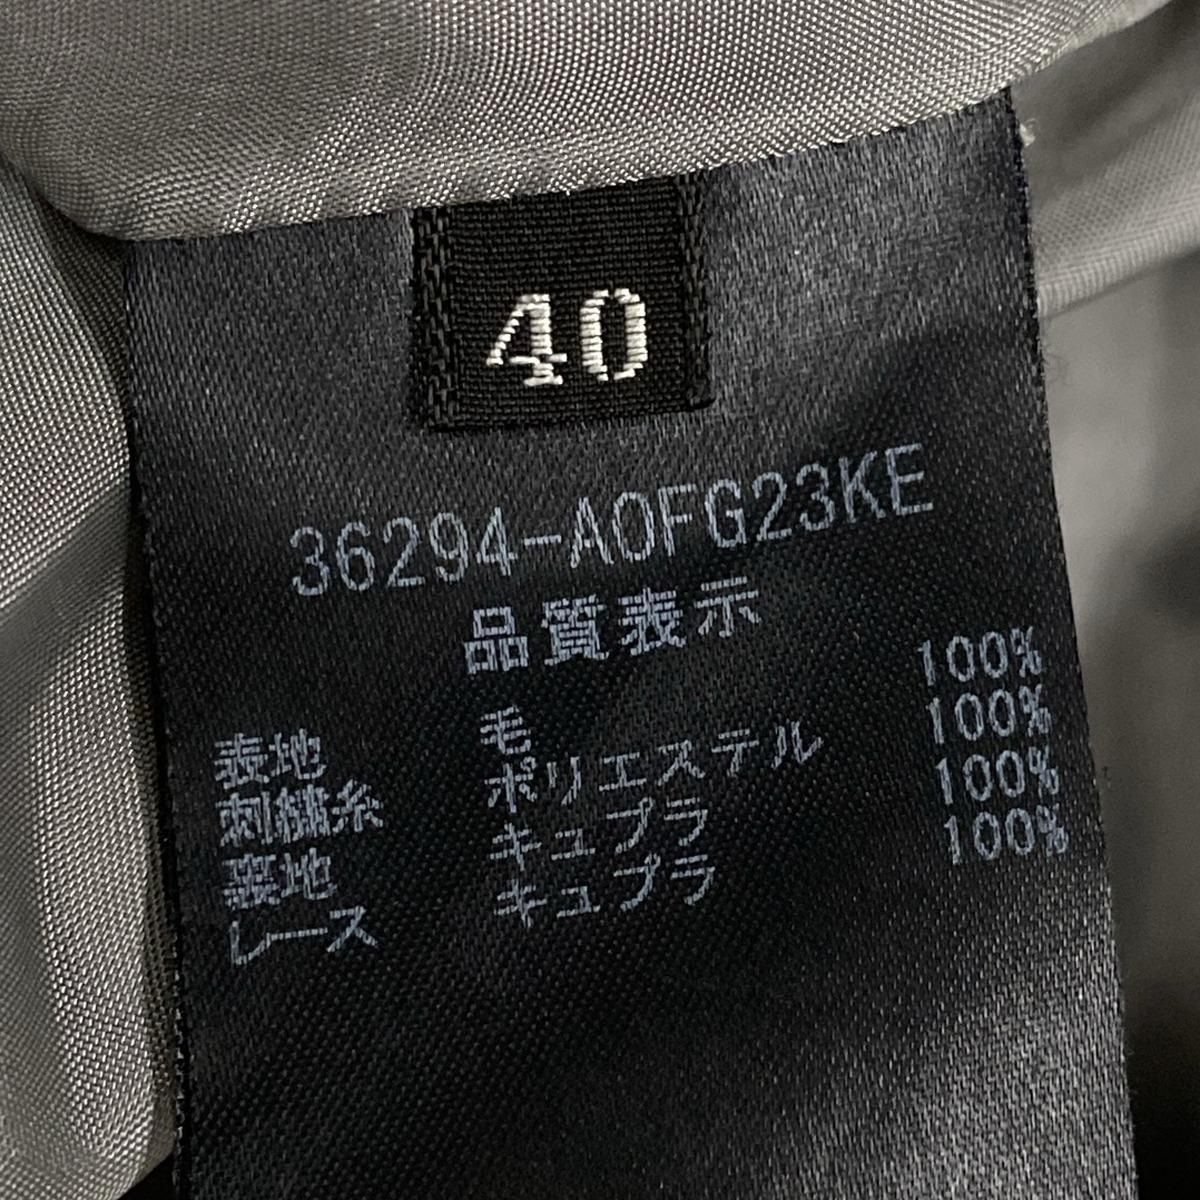 40
36294-A0FG23KE
品質表示
表地 毛 100%
刺繍糸 ポリエステル 100%
裏地 キュプラ 100%
レース キュプラ 100%